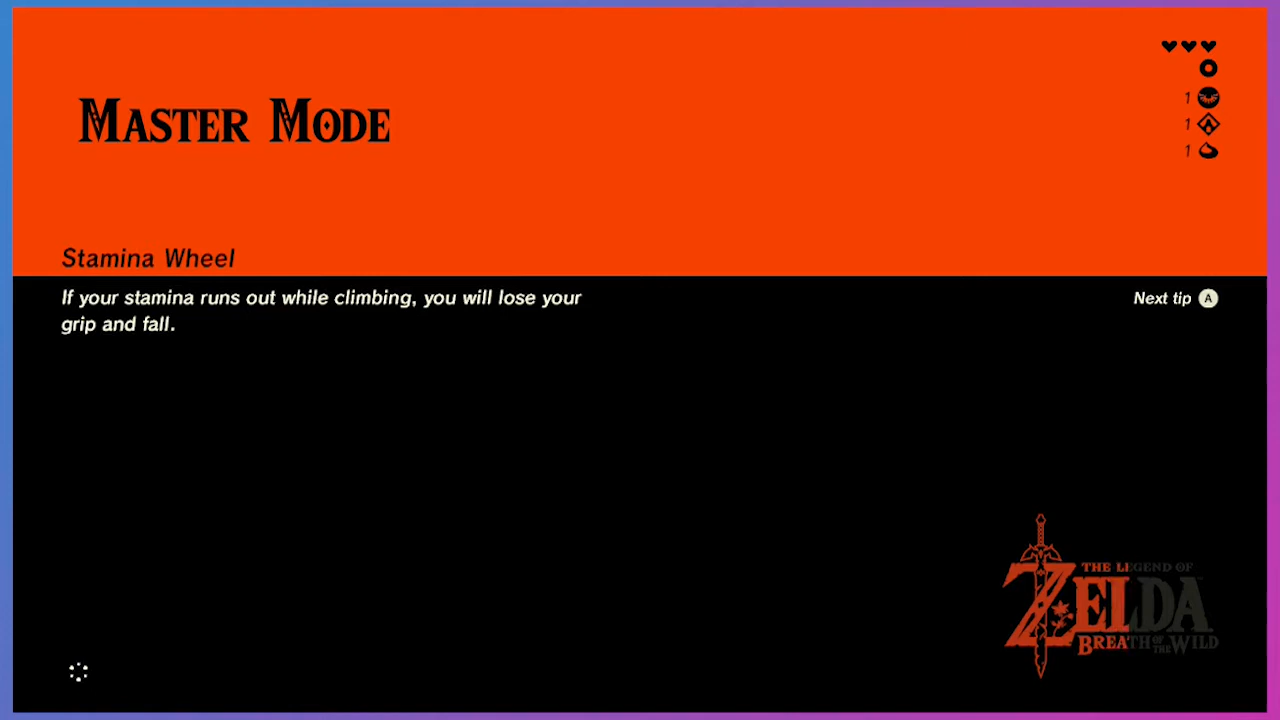 Master Mode
1
1
1
Stamina Wheel
If your stamina runs out while climbing, you will lose your
grip and fall.
Next tip A
THE LEGEND OF
ZELDA
BREATH OF THE WILD